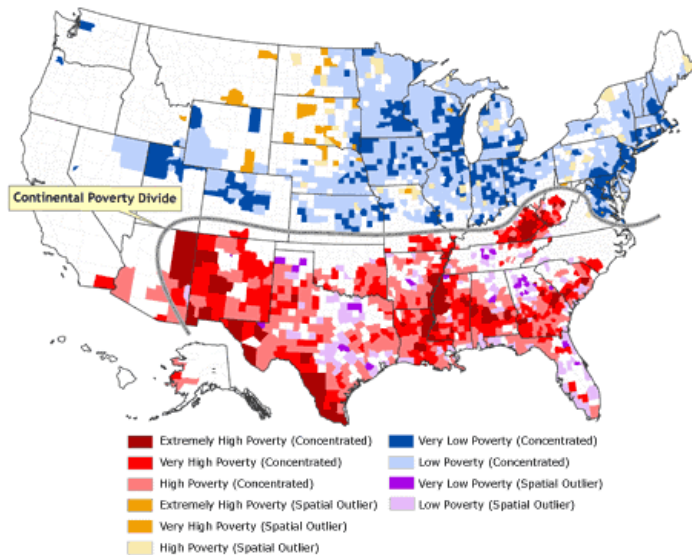 Continental Poverty Divide
Extremely High Poverty (Concentrated)
Very High Poverty (Concentrated)
High Poverty (Concentrated)
Extremely High Poverty (Spatial Outlier)
Very High Poverty (Spatial Outlier)
High Poverty (Spatial Outlier)
Very Low Poverty (Concentrated)
Low Poverty (Concentrated)
Very Low Poverty (Spatial Outlier)
Low Poverty (Spatial Outlier)